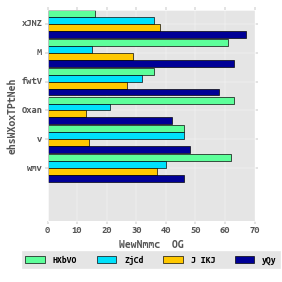 xJNZ
M
fwtV
Oxan
v
wmv
ehsWXoxTPtNeh
0 10 20 30 40 50 60 70
WewNmmc OG
HXbVO ZjCd J IKJ yQy